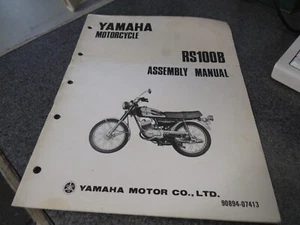 YAMAHA
MOTORCYCLE
RS100B
ASSEMBLY MANUAL
YAMAHA MOTOR CO., LTD.
90894-07413